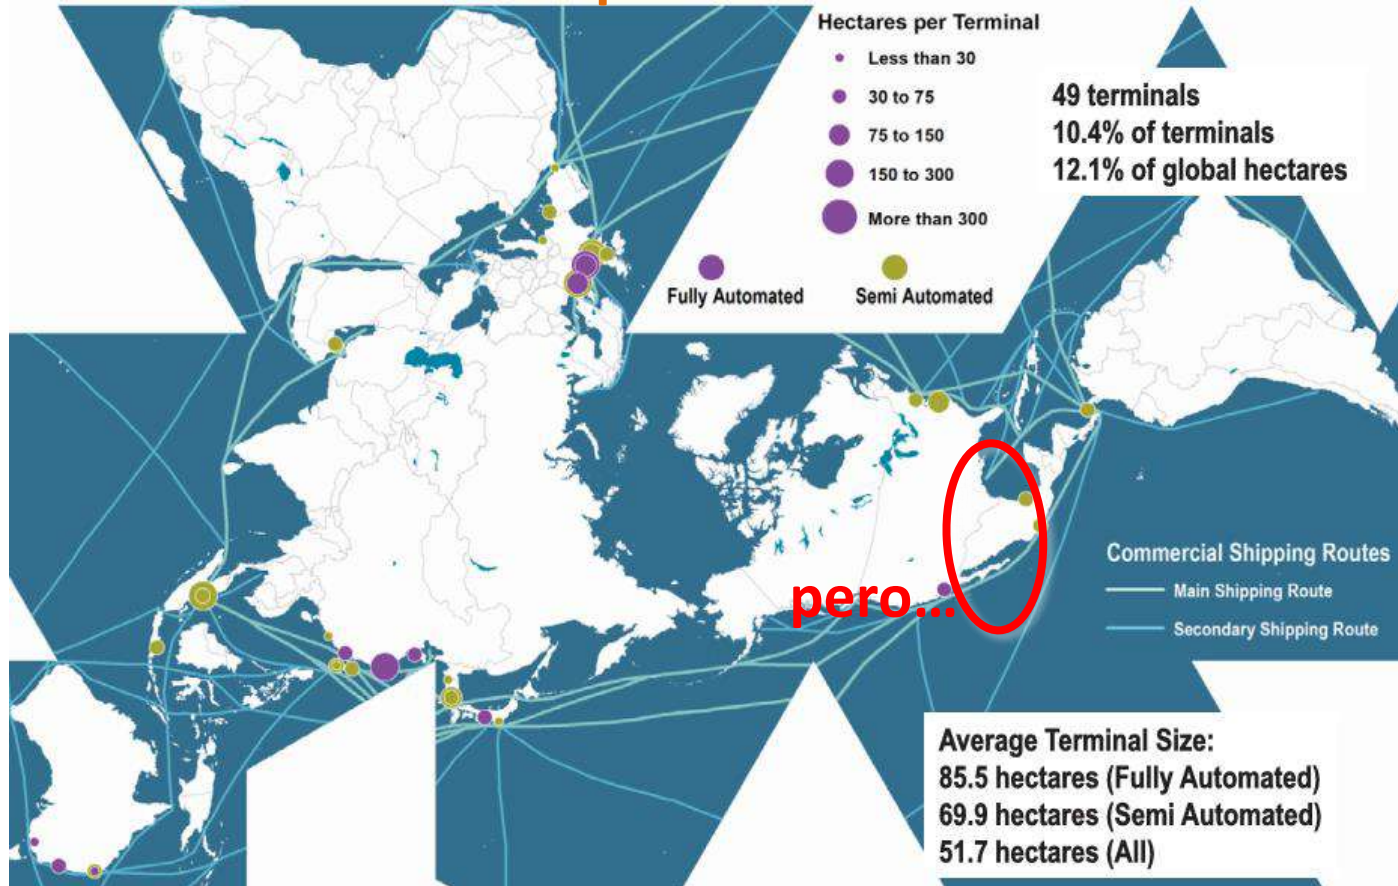 Hectares per Terminal
Less than 30
30 to 75
75 to 150
150 to 300
More than 300
Fully Automated
Semi Automated
49 terminals
10.4% of terminals
12.1% of global hectares
pero...
Commercial Shipping Routes
Main Shipping Route
Secondary Shipping Route
Average Terminal Size:
85.5 hectares (Fully Automated)
69.9 hectares (Semi Automated)
51.7 hectares (All)